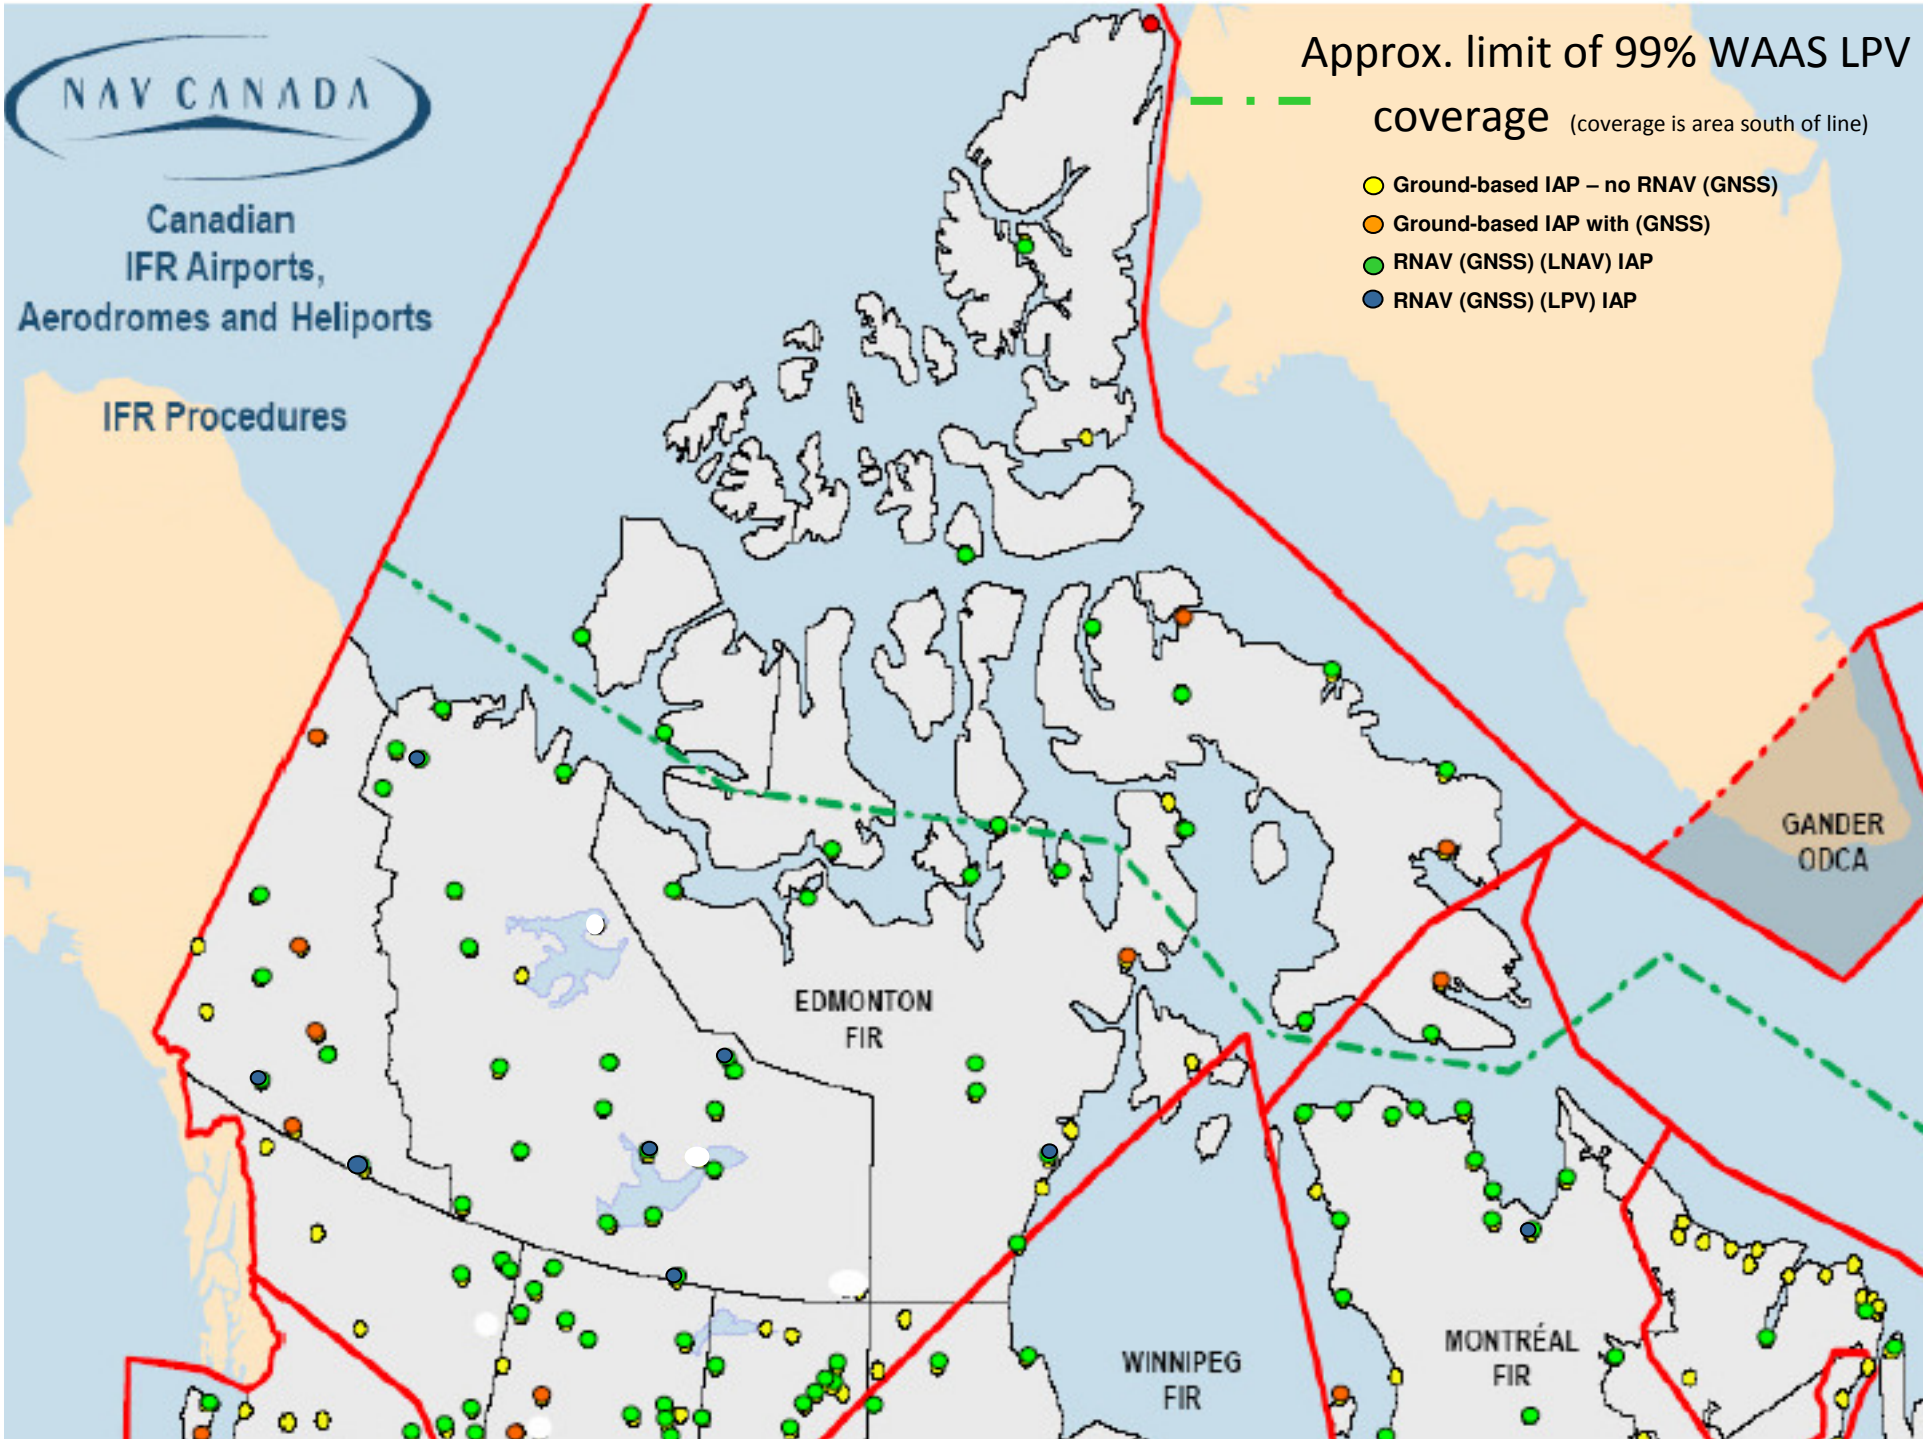 NAV CANADA
Canadian
IFR Airports,
Aerodromes and Heliports
IFR Procedures
Approx. limit of 99% WAAS LPV
coverage (coverage is area south of line)
Ground-based IAP – no RNAV (GNSS)
Ground-based IAP with (GNSS)
RNAV (GNSS) (LNAV) IAP
RNAV (GNSS) (LPV) IAP
GANDER
ODCA
EDMONTON
FIR
WINNIPEG
FIR
MONTRÉAL
FIR